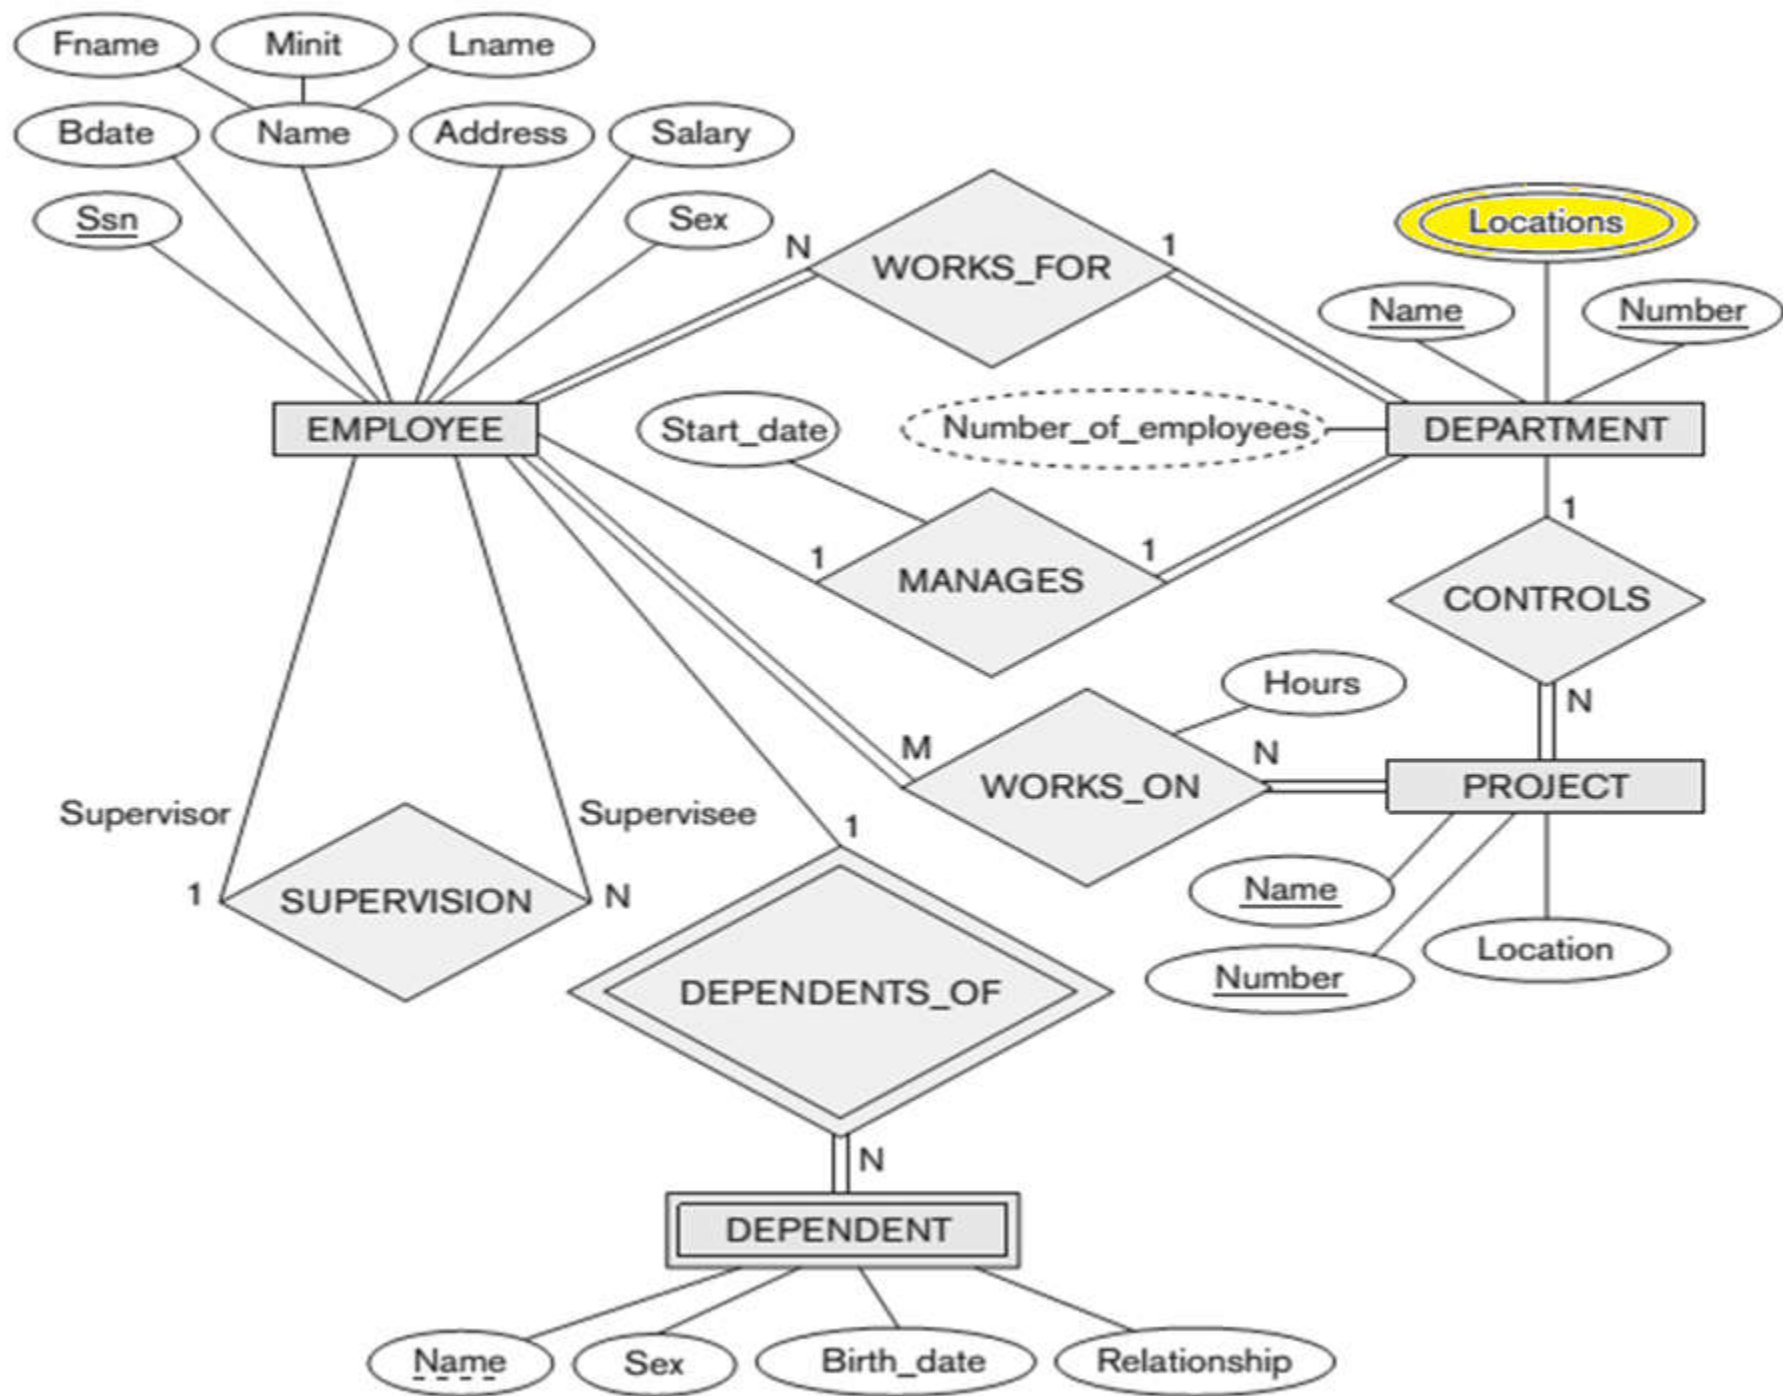 Fname
Minit
Lname
Bdate
Name
Address
Salary
Ssn
Sex
Locations
N
WORKS_FOR
1
Name
Number
EMPLOYEE
Start_date
Number_of_employees
DEPARTMENT
1
1
MANAGES
1
CONTROLS
Hours
N
M
WORKS_ON
N
PROJECT
Supervisor
Supervisee
1
1
SUPERVISION
N
Name
Location
Number
DEPENDENTS_OF
N
DEPENDENT
Name
Sex
Birth_date
Relationship